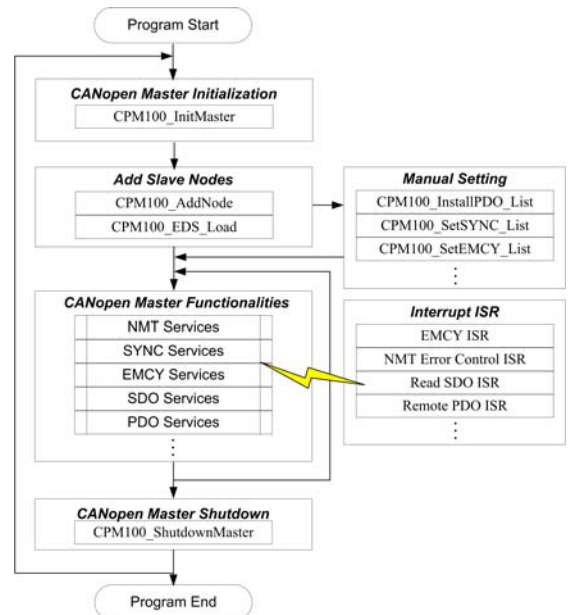 Program Start
CANopen Master Initialization
CPM100_InitMaster
Add Slave Nodes
CPM100_AddNode
CPM100_EDS_Load
Manual Setting
CPM100_InstallPDO_List
CPM100_SetSYNC_List
CPM100_SetEMCY_List
CANopen Master Functionalities
NMT Services
SYNC Services
EMCY Services
SDO Services
PDO Services
Interrupt ISR
EMCY ISR
NMT Error Control ISR
Read SDO ISR
Remote PDO ISR
CANopen Master Shutdown
CPM100_ShutdownMaster
Program End